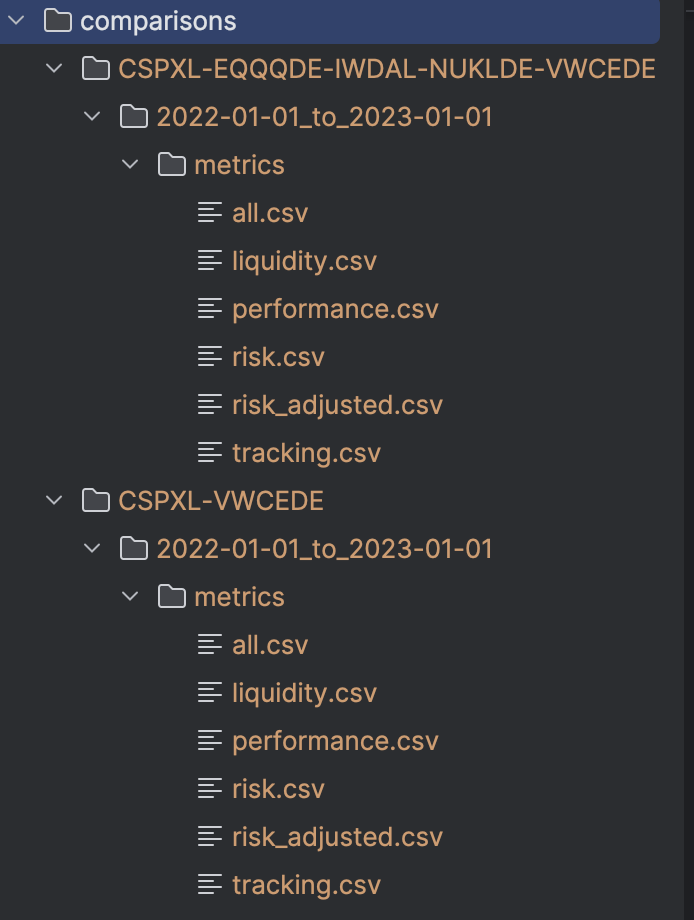 comparisons
CSPXL-EQQQDE-IWDAL-NUKLDE-VWCEDE
2022-01-01_to_2023-01-01
metrics
all.csv
liquidity.csv
performance.csv
risk.csv
risk_adjusted.csv
tracking.csv
CSPXL-VWCEDE
2022-01-01_to_2023-01-01
metrics
all.csv
liquidity.csv
performance.csv
risk.csv
risk_adjusted.csv
tracking.csv